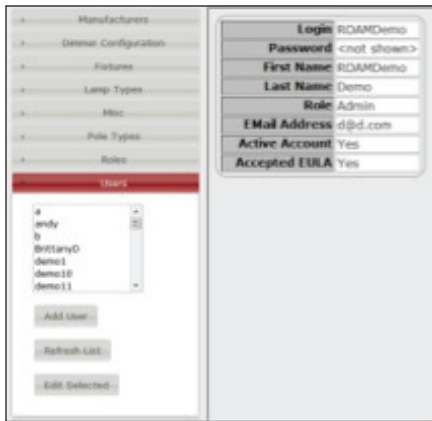 Manufacturers
Dimmer Configuration
Fixtures
Lamp Types
Misc
Pole Types
Roles
Users
a
andy
b
BrittanyD
demo1
demo10
demo11
Add User
Refresh List
Edit Selected
Login ROAMDemo
Password <not shown>
First Name ROAMDemo
Last Name Demo
Role Admin
EMail Address d@d.com
Active Account Yes
Accepted EULA Yes